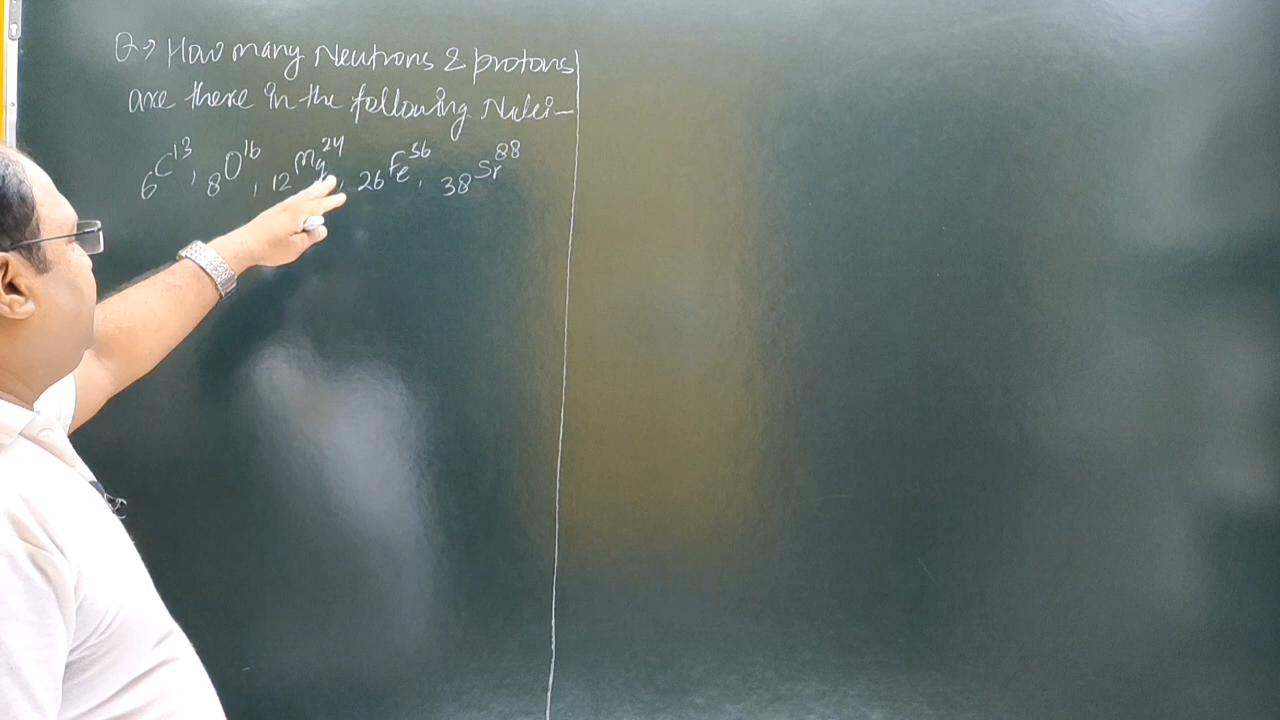 Q→ How many Neutrons & protons
are there in the following Nuclei–
₆C¹³, ₈O¹⁶, ₁₂Mg²⁴, ₂₆Fe⁵⁶, ₃₈Sr⁸⁸